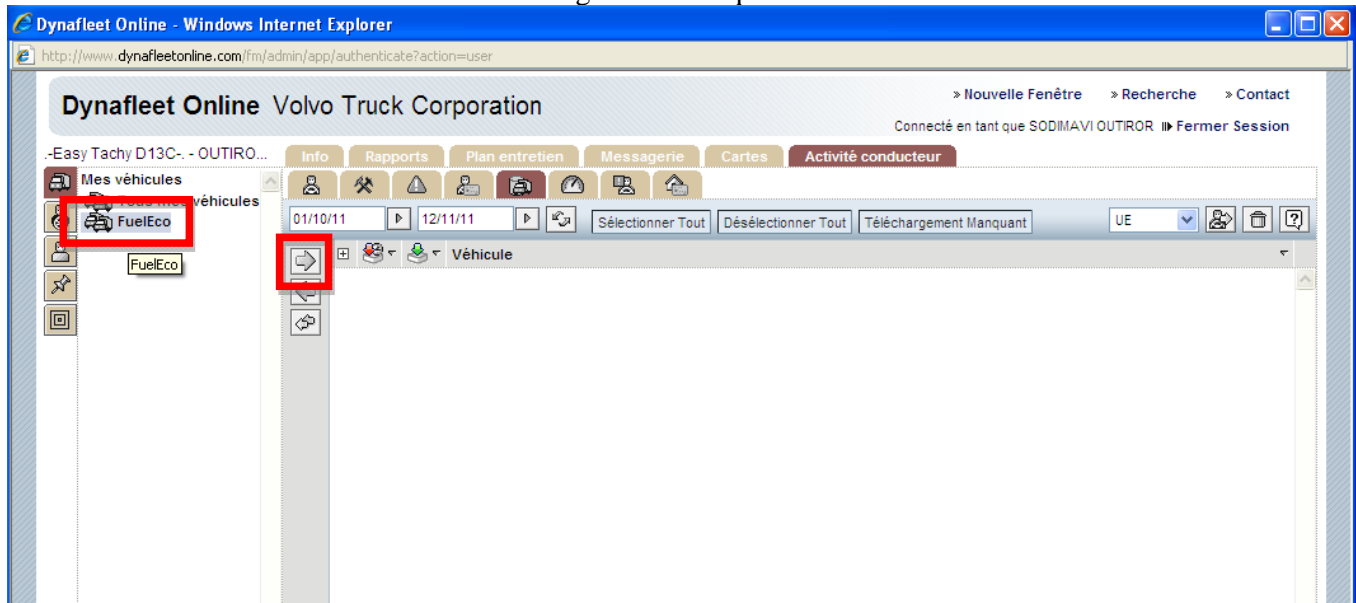 Dynafleet Online - Windows Internet Explorer
http://www.dynafleetonline.com/fm/admin/app/authenticate?action=user
Dynafleet Online Volvo Truck Corporation
» Nouvelle Fenêtre » Recherche » Contact
Connecté en tant que SODIMAVI OUTIROR Fermer Session
.-Easy Tachy D13C-. - OUTIRO...
Info Rapports Plan entretien Messagerie Cartes Activité conducteur
Mes véhicules
véhicules
FuelEco
FuelEco
01/10/11 12/11/11 Sélectionner Tout Désélectionner Tout Téléchargement Manquant UE
Véhicule